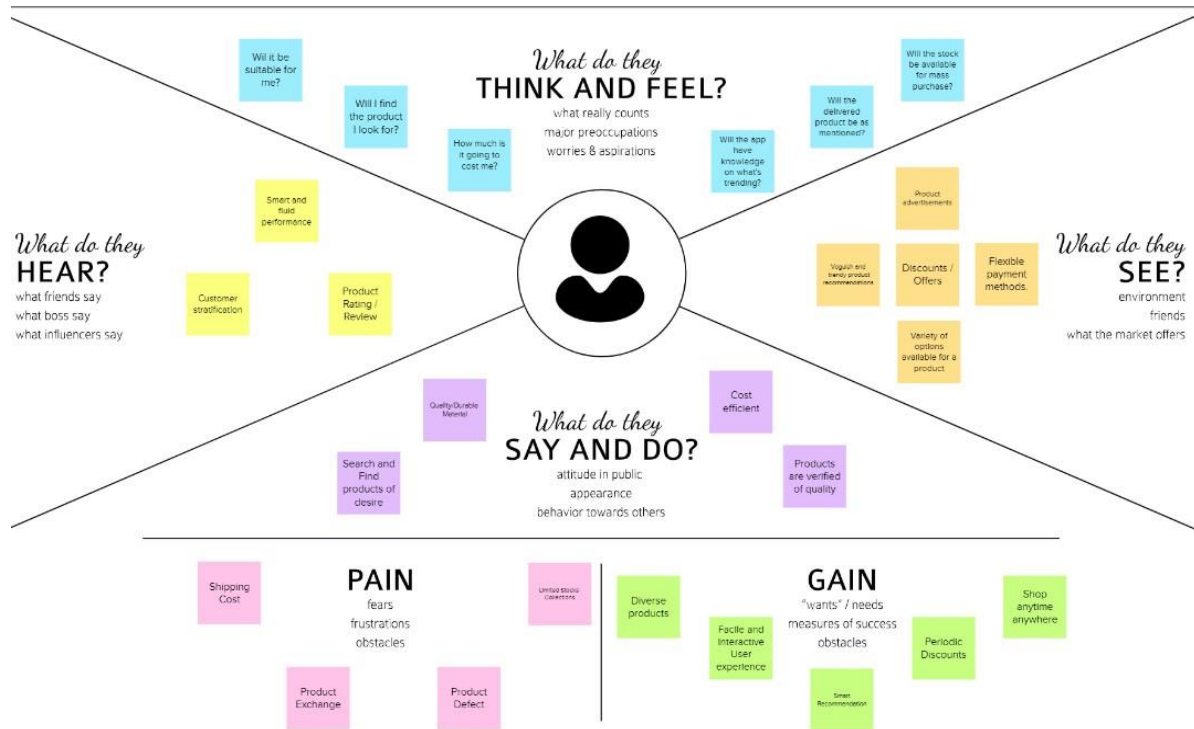 What do they
THINK AND FEEL?
what really counts
major preoccupations
worries & aspirations
Wil it be
suitable for
me?
Will I find
the product
I look for?
How much is
it going to
cost me?
Will the app
have
knowledge
on what's
trending?
Will the
delivered
product be as
mentioned?
Will the stock
be available
for mass
purchase?
What do they
HEAR?
what friends say
what boss say
what influencers say
Smart and
fluid
performance
Customer
stratification
Product
Rating /
Review
What do they
SEE?
environment
friends
what the market offers
Product
advertisements
Voguish and
trendy product
recommendations
Discounts /
Offers
Flexible
payment
methods.
Variety of
options
available for a
product
What do they
SAY AND DO?
attitude in public
appearance
behavior towards others
Quality/Durable
Material
Search and
Find
products of
desire
Cost
efficient
Products
are verified
of quality
PAIN
fears
frustrations
obstacles
Shipping
Cost
Limited Stocks
Collections
Product
Exchange
Product
Defect
GAIN
"wants" / needs
measures of success
obstacles
Diverse
products
Facile and
Interactive
User
experience
Smart
Recommendation
Periodic
Discounts
Shop
anytime
anywhere